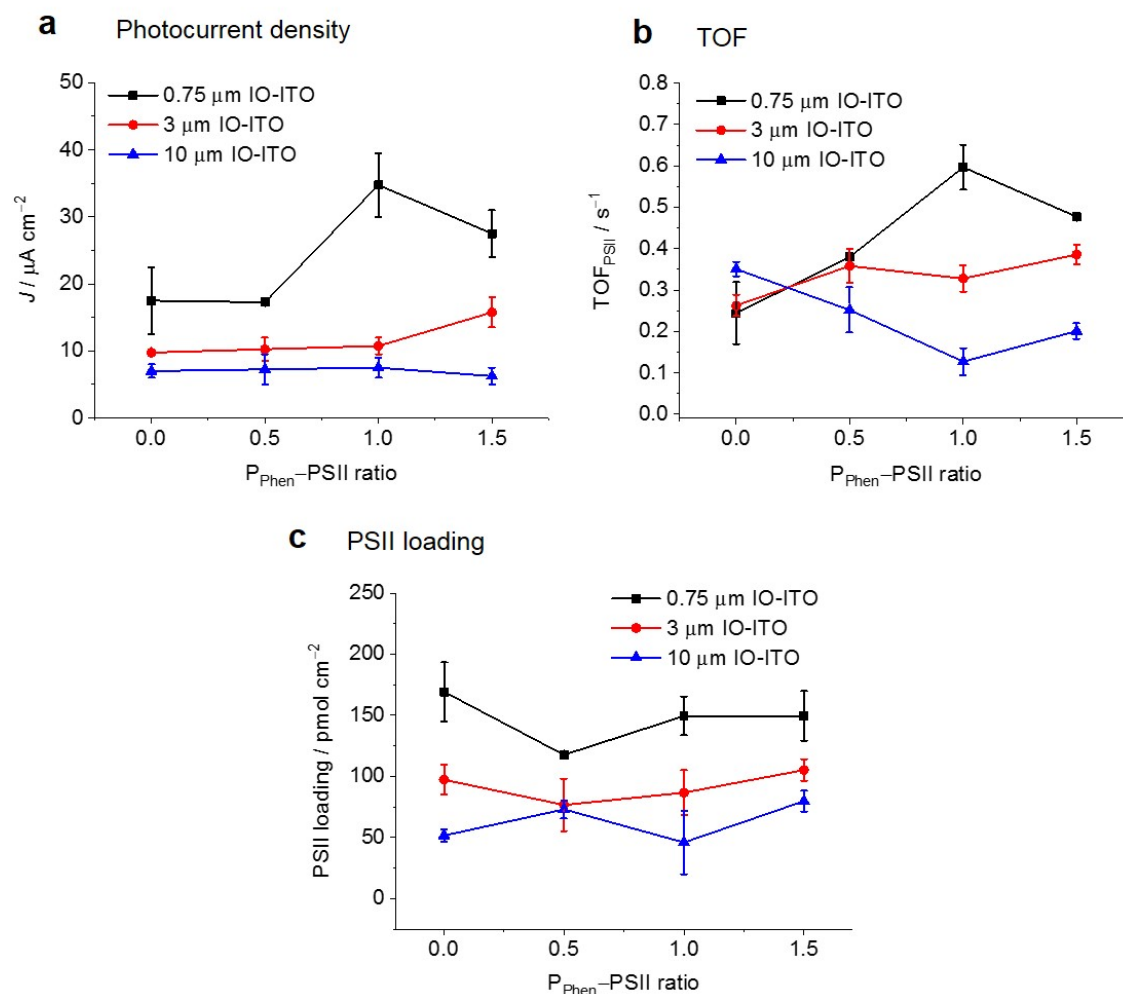 a Photocurrent density
50
40
30
20
10
0
J / μA cm⁻²
0.75 μm IO-ITO
3 μm IO-ITO
10 μm IO-ITO
0.0 0.5 1.0 1.5
P_Phen–PSII ratio
b TOF
0.8
0.7
0.6
0.5
0.4
0.3
0.2
0.1
0.0
TOF_PSII / s⁻¹
0.75 μm IO-ITO
3 μm IO-ITO
10 μm IO-ITO
0.0 0.5 1.0 1.5
P_Phen–PSII ratio
c PSII loading
250
200
150
100
50
0
PSII loading / pmol cm⁻²
0.75 μm IO-ITO
3 μm IO-ITO
10 μm IO-ITO
0.0 0.5 1.0 1.5
P_Phen–PSII ratio